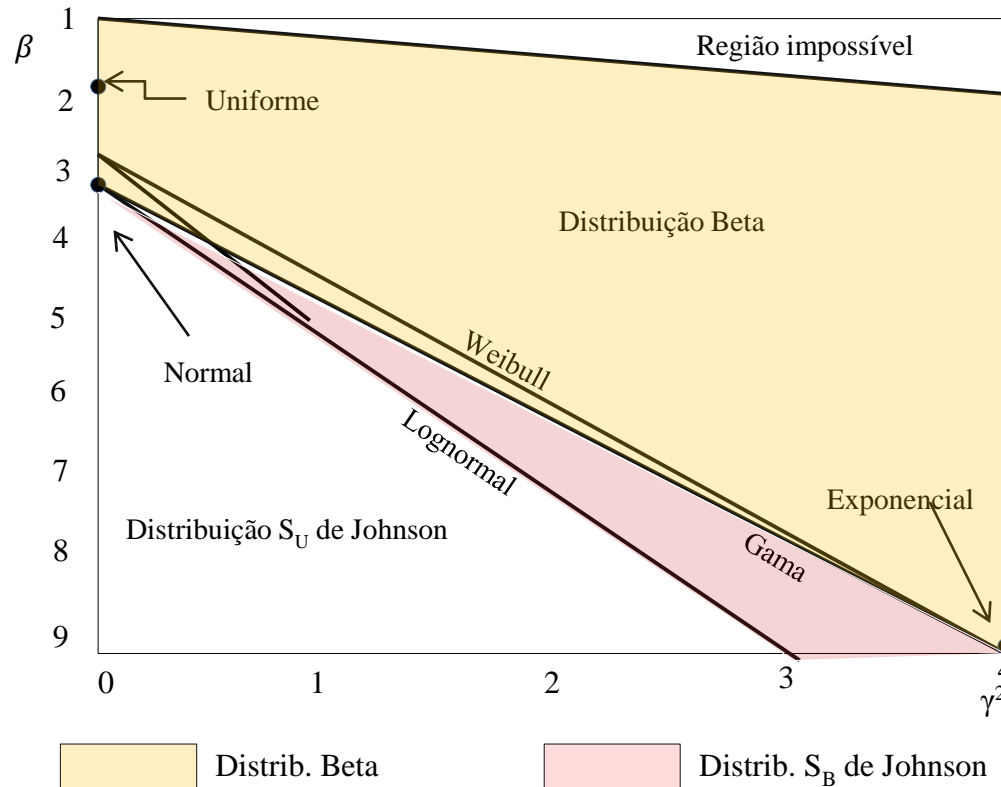 1
β
Região impossível
2
Uniforme
3
Distribuição Beta
4
5
Normal
Weibull
6
Lognormal
7
Exponencial
Distribuição S_U de Johnson
Gama
8
9
0
1
2
3
4
γ²
Distrib. Beta
Distrib. S_B de Johnson